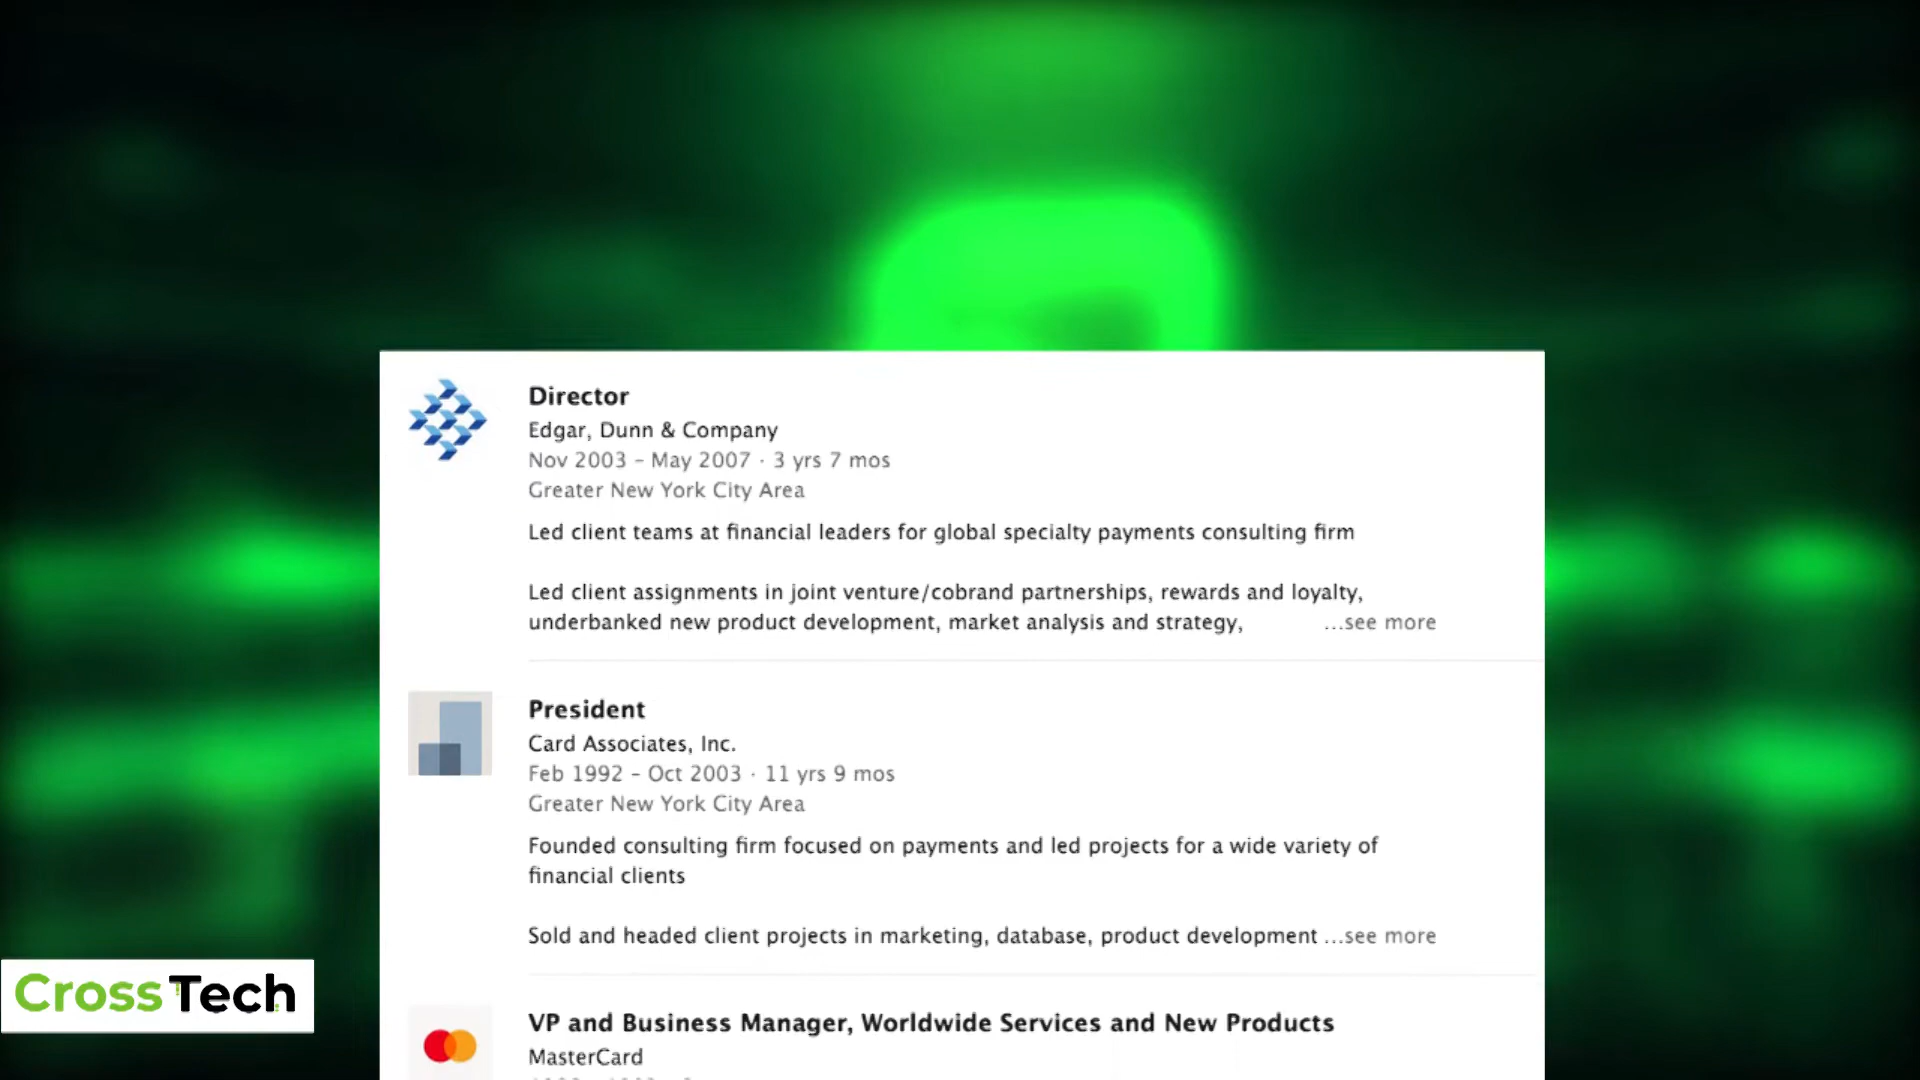 Director
Edgar, Dunn & Company
Nov 2003 – May 2007 · 3 yrs 7 mos
Greater New York City Area
Led client teams at financial leaders for global specialty payments consulting firm
Led client assignments in joint venture/cobrand partnerships, rewards and loyalty,
underbanked new product development, market analysis and strategy, ...see more
President
Card Associates, Inc.
Feb 1992 – Oct 2003 · 11 yrs 9 mos
Greater New York City Area
Founded consulting firm focused on payments and led projects for a wide variety of
financial clients
Sold and headed client projects in marketing, database, product development ...see more
VP and Business Manager, Worldwide Services and New Products
MasterCard
CrossTech